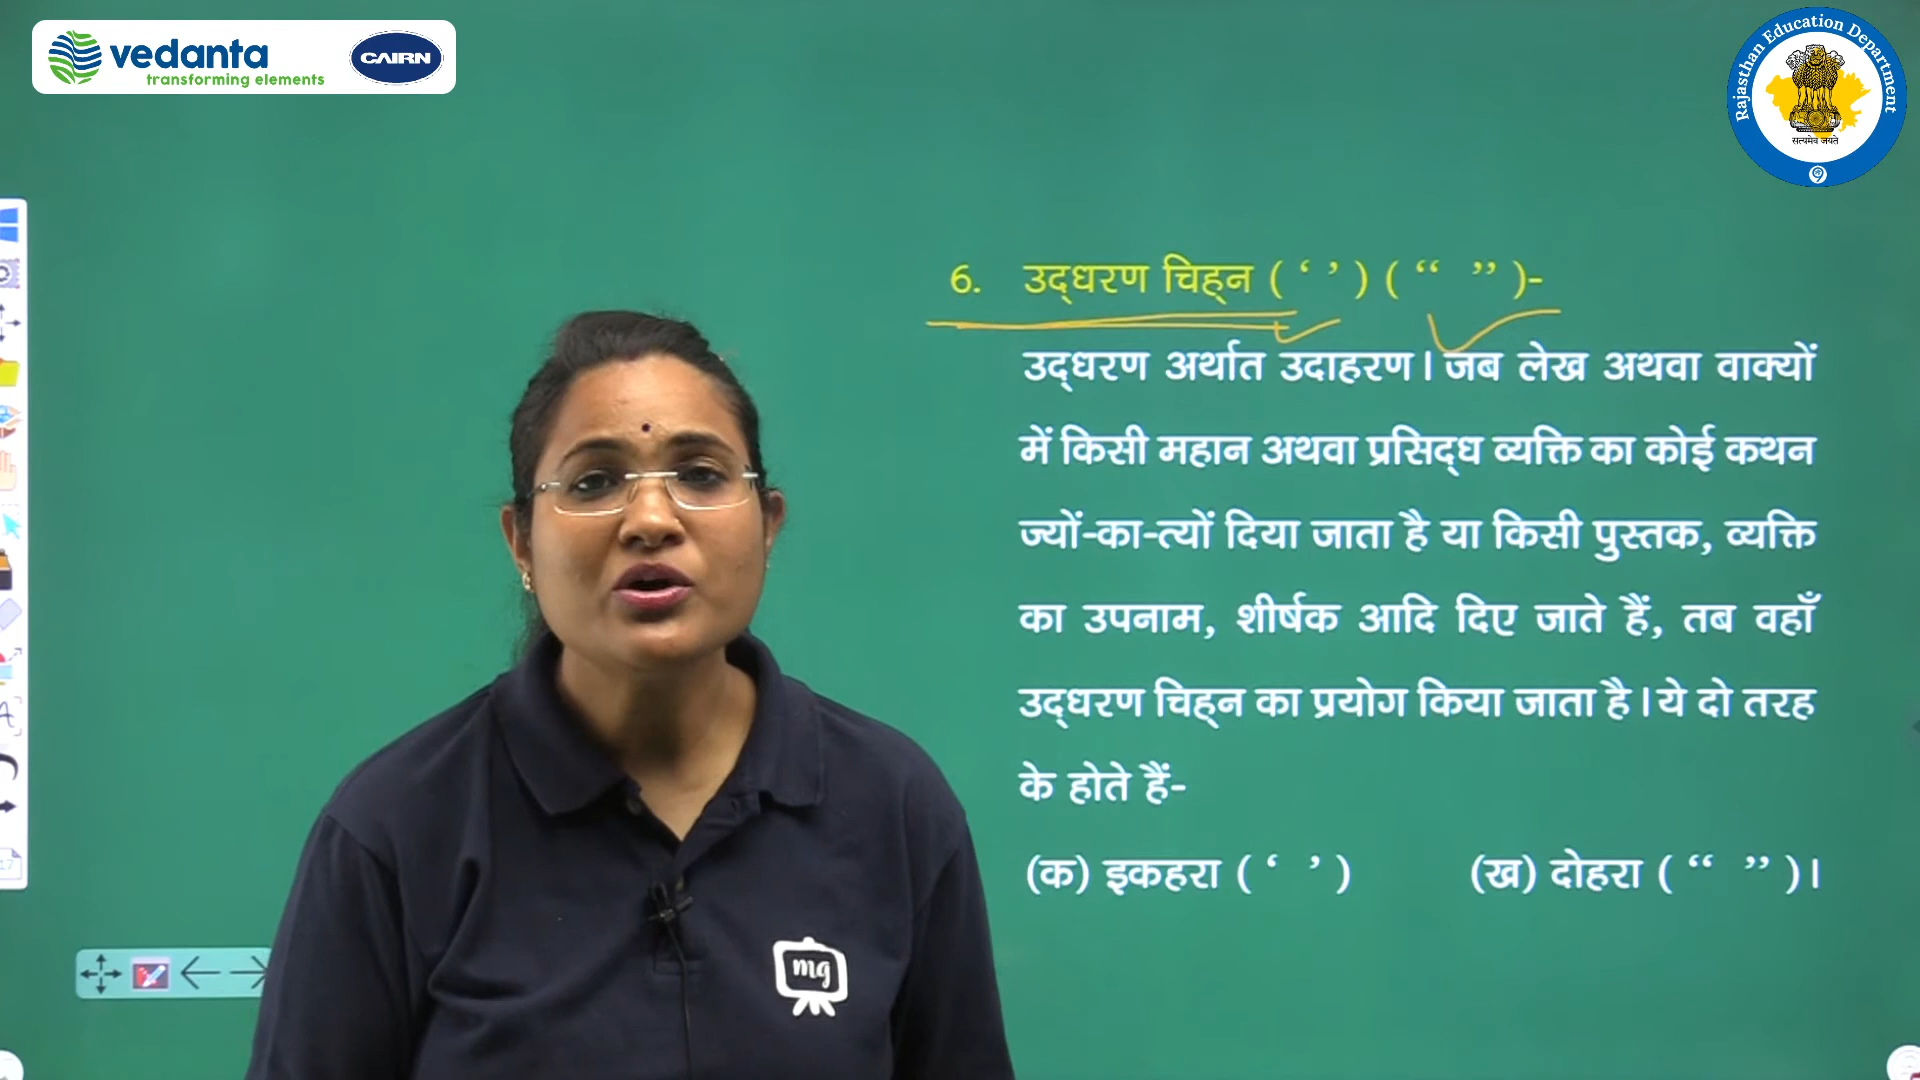 vedanta
transforming elements
CAIRN
Rajasthan Education Department
सत्यमेव जयते
6. उद्धरण चिह्न ( ‘ ’ ) ( “ ” )-
उद्धरण अर्थात उदाहरण। जब लेख अथवा वाक्यों
में किसी महान अथवा प्रसिद्ध व्यक्ति का कोई कथन
ज्यों-का-त्यों दिया जाता है या किसी पुस्तक, व्यक्ति
का उपनाम, शीर्षक आदि दिए जाते हैं, तब वहाँ
उद्धरण चिह्न का प्रयोग किया जाता है। ये दो तरह
के होते हैं-
(क) इकहरा ( ‘ ’ ) (ख) दोहरा ( “ ” )।
mg